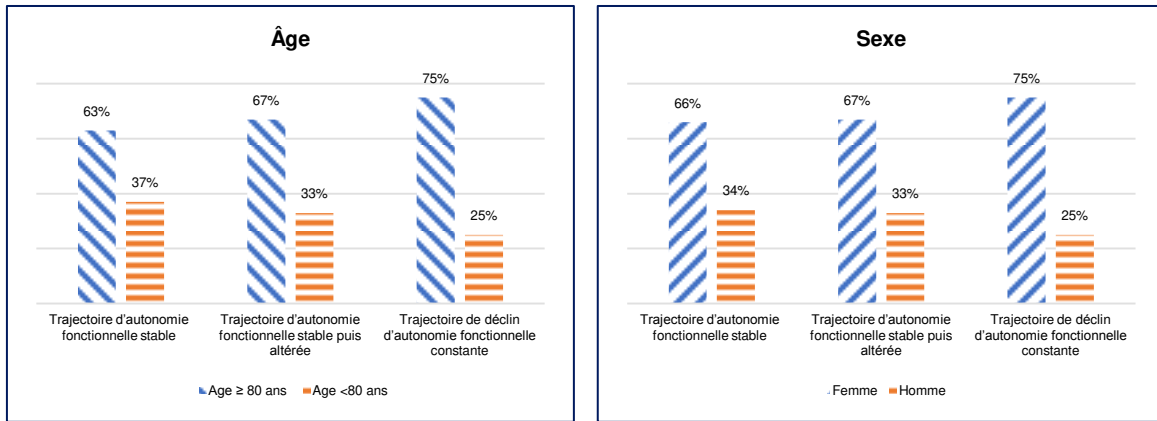 Âge
63%
37%
67%
33%
75%
25%
Trajectoire d'autonomie
fonctionnelle stable
Trajectoire d'autonomie
fonctionnelle stable puis
altérée
Trajectoire de déclin
d'autonomie fonctionnelle
constante
Age ≥ 80 ans
Age <80 ans
Sexe
66%
34%
67%
33%
75%
25%
Trajectoire d'autonomie
fonctionnelle stable
Trajectoire d'autonomie
fonctionnelle stable puis
altérée
Trajectoire de déclin
d'autonomie fonctionnelle
constante
Femme
Homme